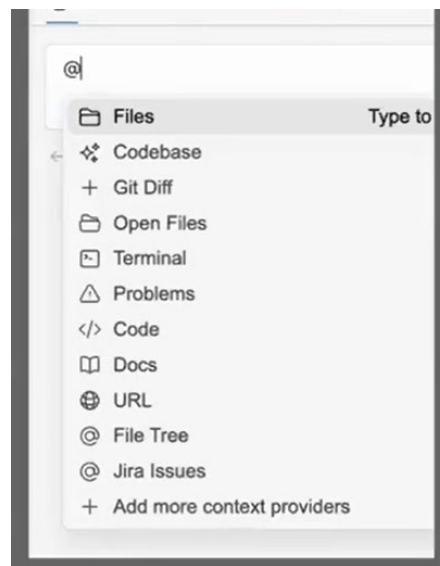 @
Files Type to
Codebase
Git Diff
Open Files
Terminal
Problems
Code
Docs
URL
File Tree
Jira Issues
Add more context providers